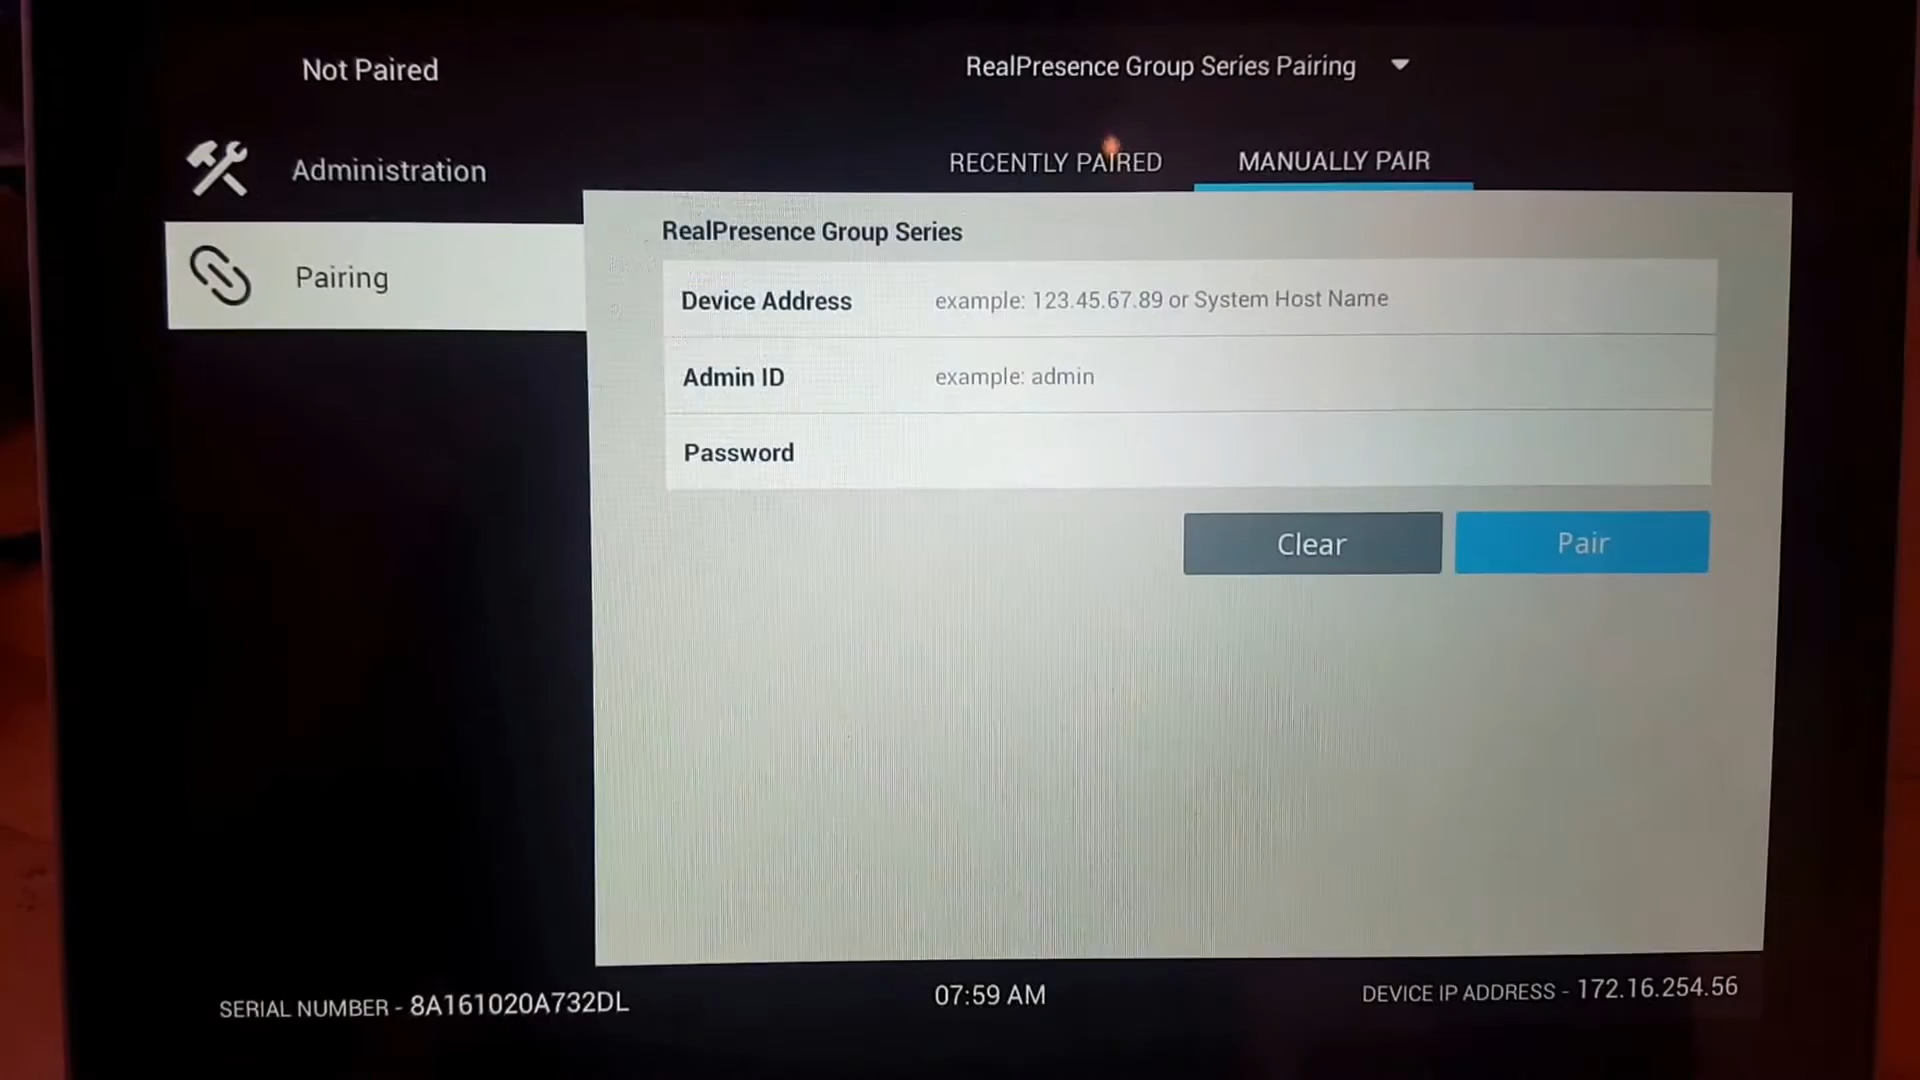 Not Paired
RealPresence Group Series Pairing
Administration
RECENTLY PAIRED
MANUALLY PAIR
Pairing
RealPresence Group Series
Device Address example: 123.45.67.89 or System Host Name
Admin ID example: admin
Password
Clear
Pair
SERIAL NUMBER - 8A161020A732DL
07:59 AM
DEVICE IP ADDRESS - 172.16.254.56